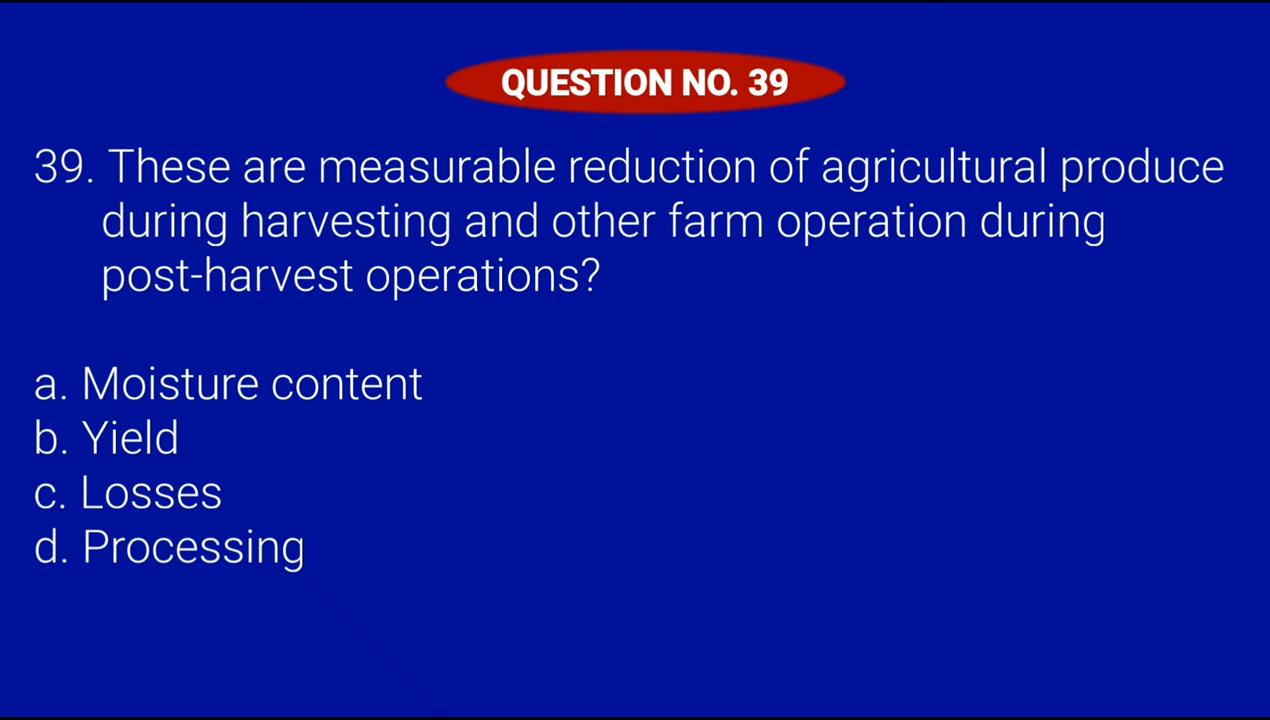 QUESTION NO. 39
39. These are measurable reduction of agricultural produce
during harvesting and other farm operation during
post-harvest operations?
a. Moisture content
b. Yield
c. Losses
d. Processing